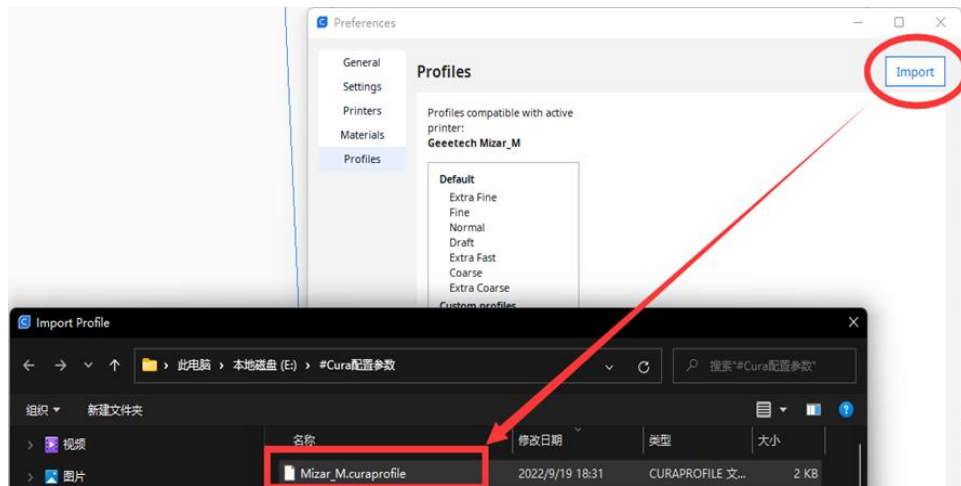 Preferences
General
Settings
Printers
Materials
Profiles
Profiles
Import
Profiles compatible with active
printer:
Geeetech Mizar_M
Default
Extra Fine
Fine
Normal
Draft
Extra Fast
Coarse
Extra Coarse
Custom profiles
Import Profile
此电脑 › 本地磁盘 (E:) › #Cura配置参数
搜索"#Cura配置参数"
组织 新建文件夹
名称 修改日期 类型 大小
视频
图片
Mizar_M.curaprofile 2022/9/19 18:31 CURAPROFILE 文... 2 KB